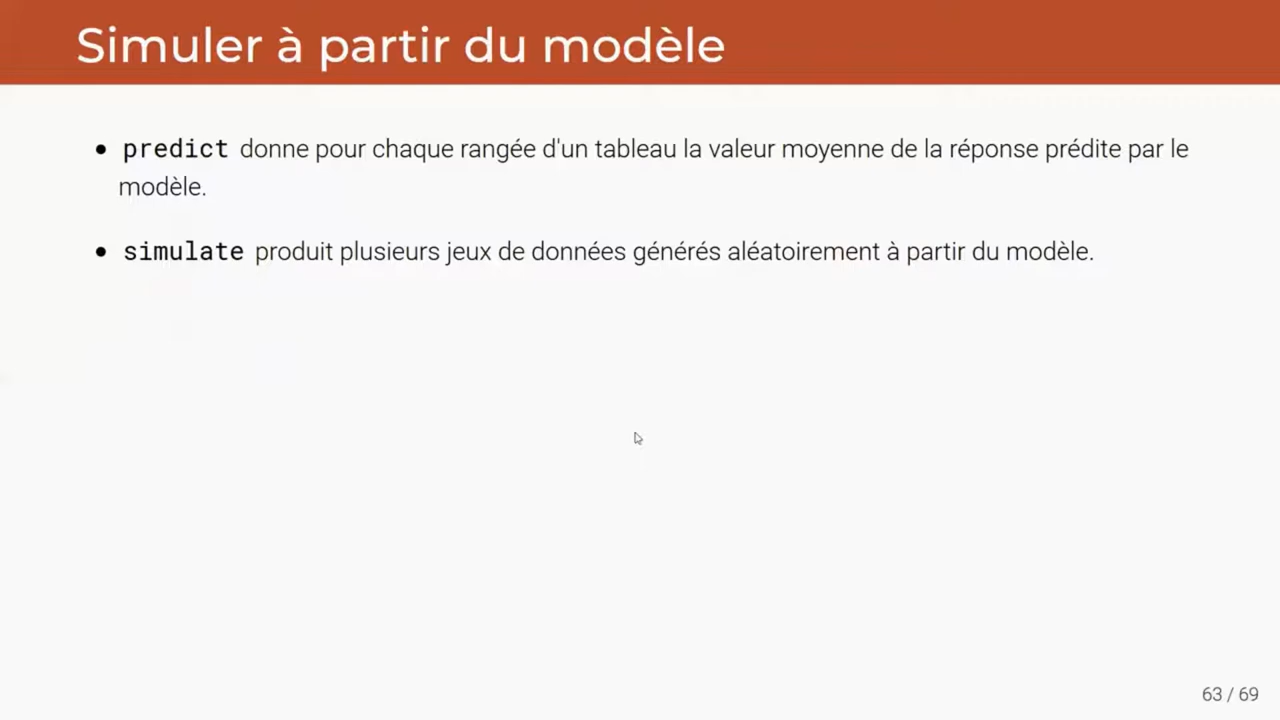 Simuler à partir du modèle
• predict donne pour chaque rangée d'un tableau la valeur moyenne de la réponse prédite par le
modèle.
• simulate produit plusieurs jeux de données générés aléatoirement à partir du modèle.
63 / 69